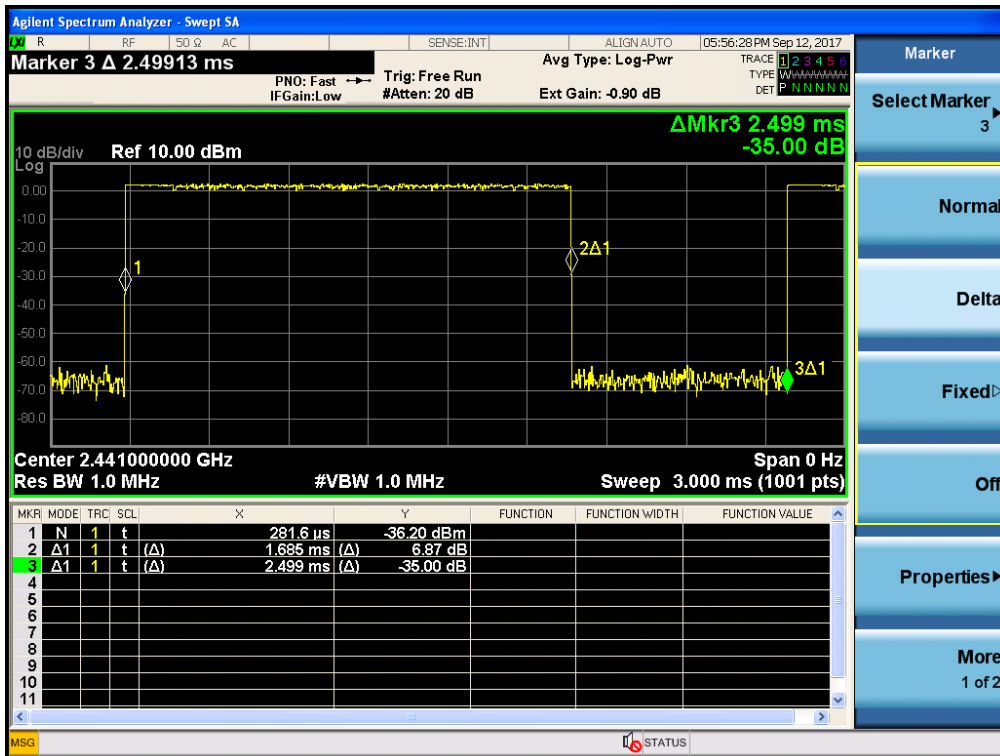 Agilent Spectrum Analyzer - Swept SA
LXI R RF 50 Ω AC SENSE:INT ALIGN AUTO 05:56:28 PM Sep 12, 2017
Marker 3 Δ 2.49913 ms
PNO: Fast
IFGain:Low
Trig: Free Run
#Atten: 20 dB
Avg Type: Log-Pwr
Ext Gain: -0.90 dB
TRACE 1 2 3 4 5 6
TYPE W
DET P N N N N N
ΔMkr3 2.499 ms
-35.00 dB
10 dB/div Ref 10.00 dBm
Log
0.00
-10.0
-20.0
-30.0
-40.0
-50.0
-60.0
-70.0
-80.0
1
2Δ1
3Δ1
Center 2.441000000 GHz Span 0 Hz
Res BW 1.0 MHz #VBW 1.0 MHz Sweep 3.000 ms (1001 pts)
MKR MODE TRC SCL X Y FUNCTION FUNCTION WIDTH FUNCTION VALUE
1 N 1 t 281.6 µs -36.20 dBm
2 Δ1 1 t (Δ) 1.685 ms (Δ) 6.87 dB
3 Δ1 1 t (Δ) 2.499 ms (Δ) -35.00 dB
4
5
6
7
8
9
10
11
MSG STATUS
Marker
Select Marker
3
Normal
Delta
Fixed
Off
Properties
More
1 of 2